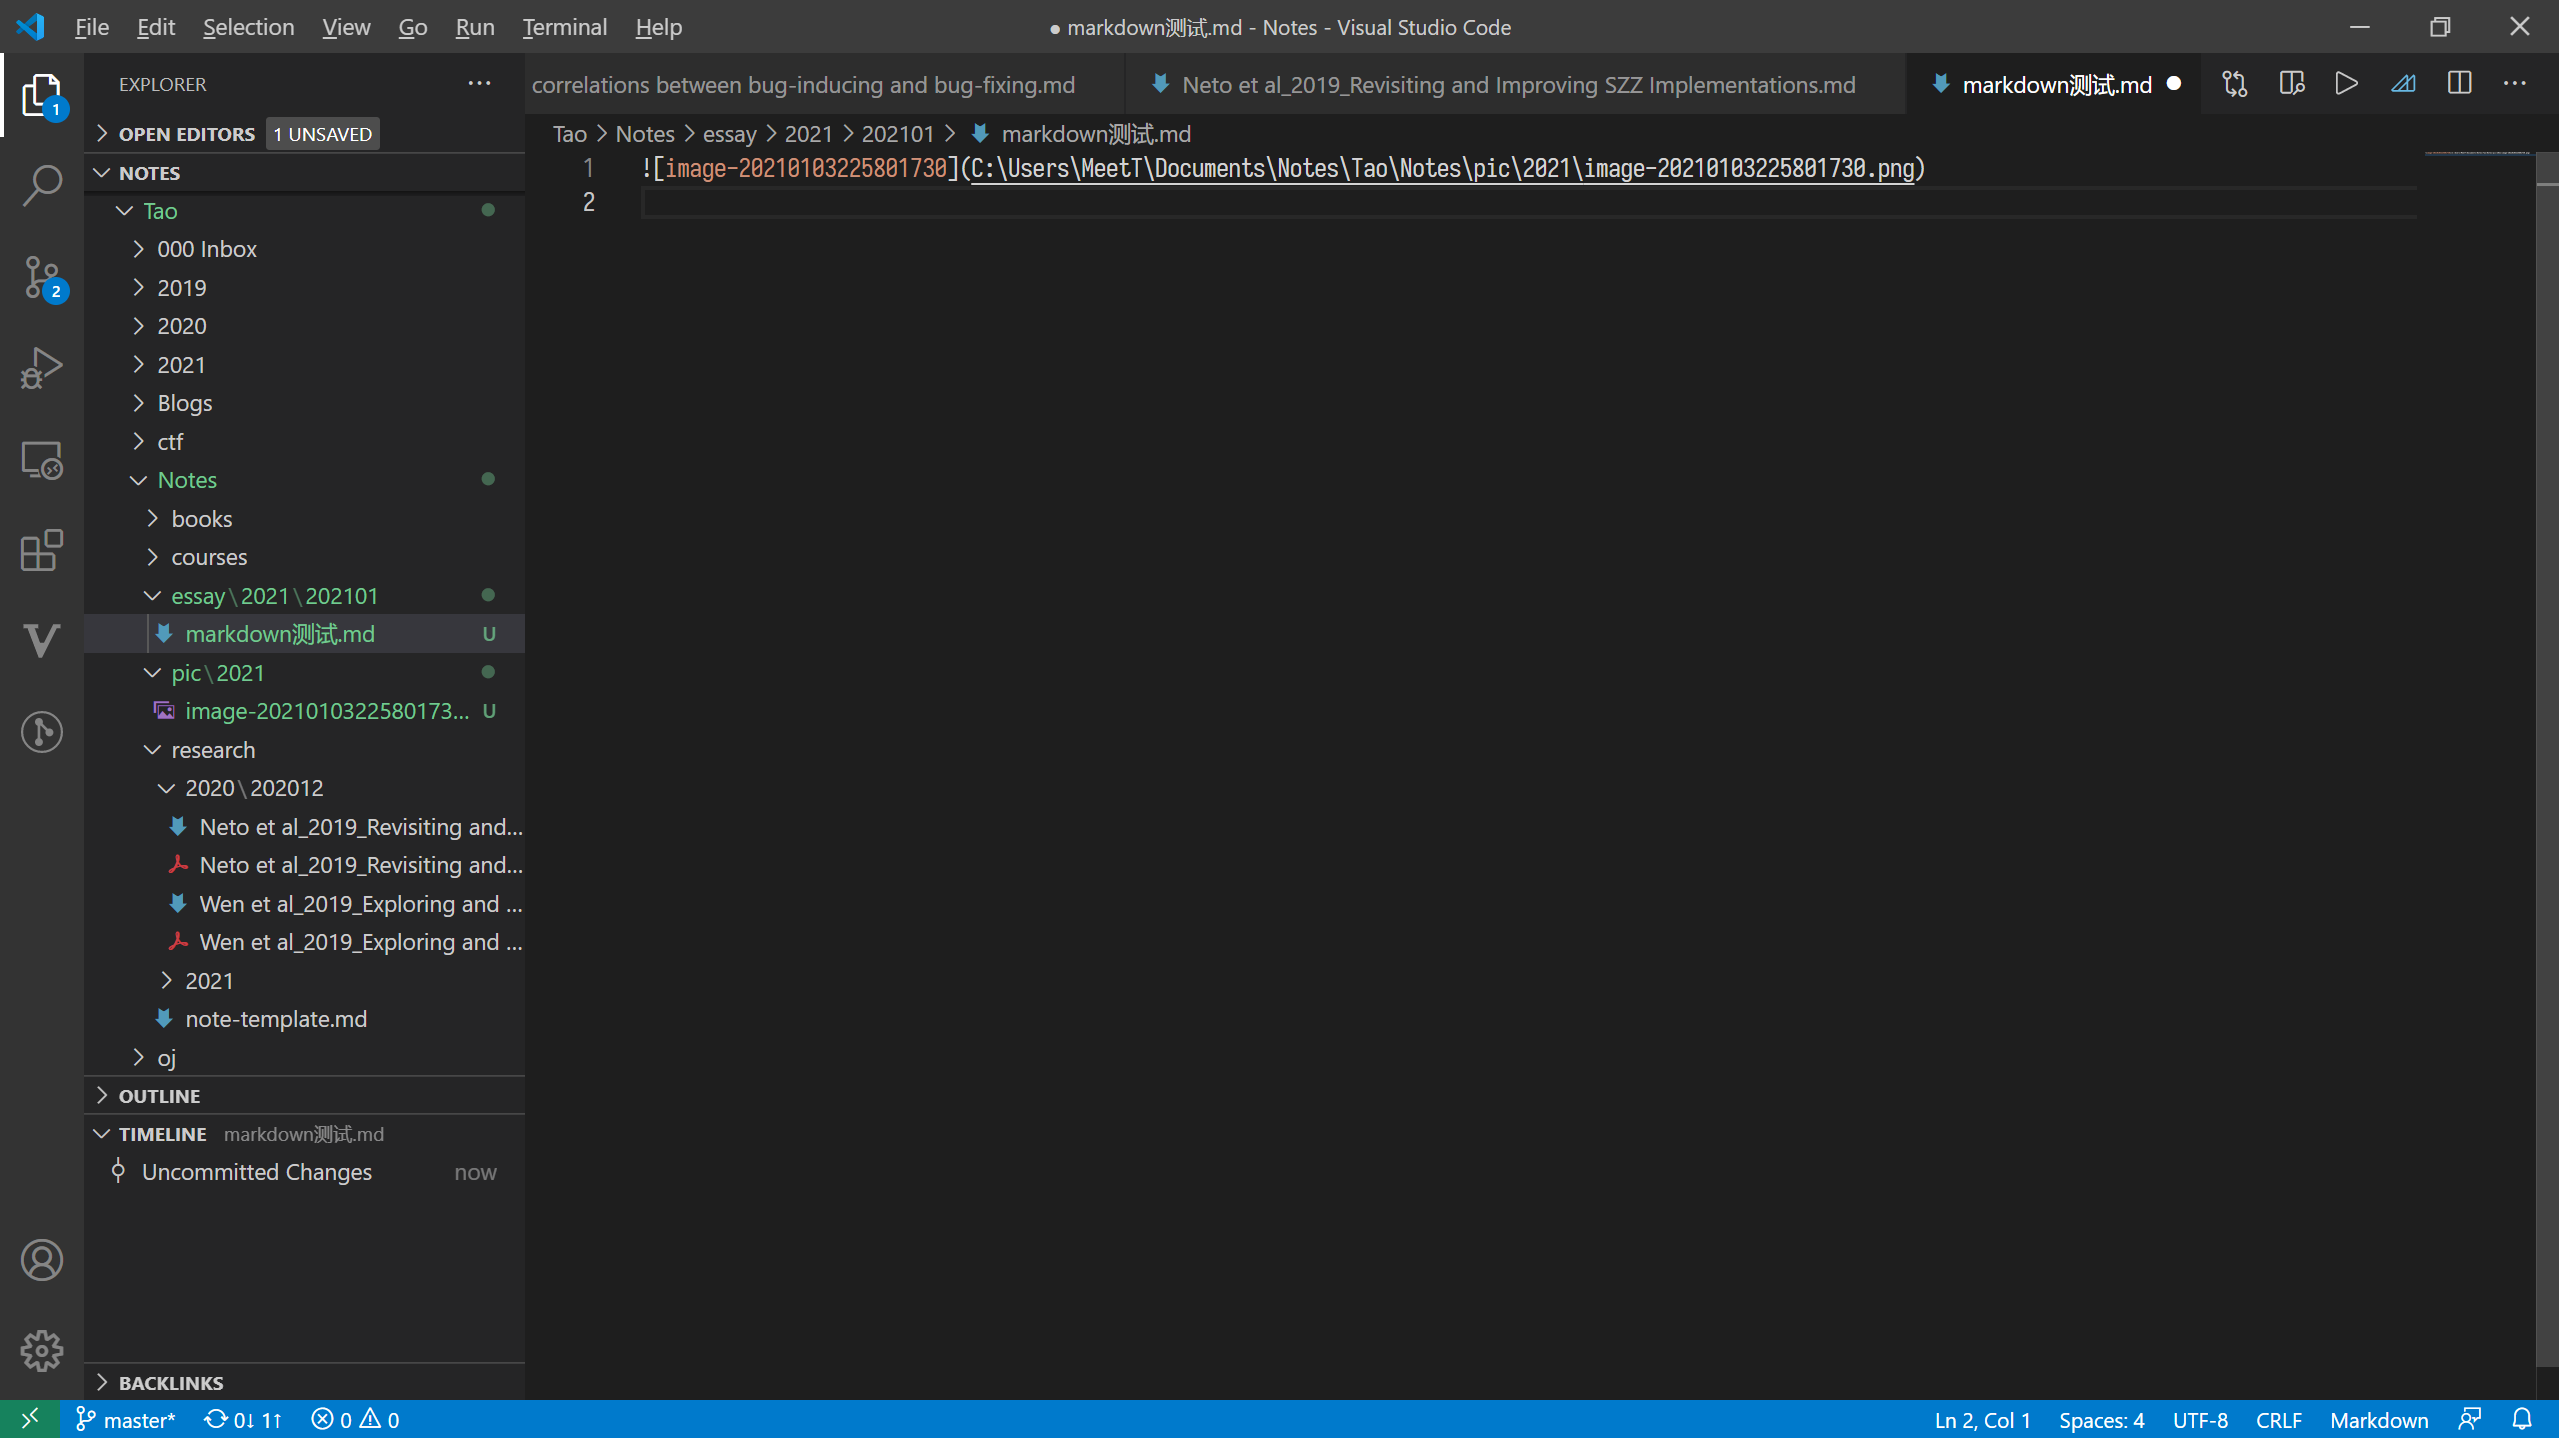 File Edit Selection View Go Run Terminal Help
● markdown测试.md - Notes - Visual Studio Code
EXPLORER
correlations between bug-inducing and bug-fixing.md
Neto et al_2019_Revisiting and Improving SZZ Implementations.md
markdown测试.md
1
OPEN EDITORS 1 UNSAVED
Tao > Notes > essay > 2021 > 202101 > markdown测试.md
NOTES
1 ![image-20210103225801730](C:\Users\MeetT\Documents\Notes\Tao\Notes\pic\2021\image-20210103225801730.png)
2
Tao
000 Inbox
2019
2
2020
2021
Blogs
ctf
Notes
books
courses
essay\2021\202101
markdown测试.md U
pic\2021
image-2021010322580173... U
research
2020\202012
Neto et al_2019_Revisiting and...
Neto et al_2019_Revisiting and...
Wen et al_2019_Exploring and ...
Wen et al_2019_Exploring and ...
2021
note-template.md
oj
OUTLINE
TIMELINE markdown测试.md
Uncommitted Changes now
BACKLINKS
master* 0↓ 1↑ 0 0
Ln 2, Col 1 Spaces: 4 UTF-8 CRLF Markdown